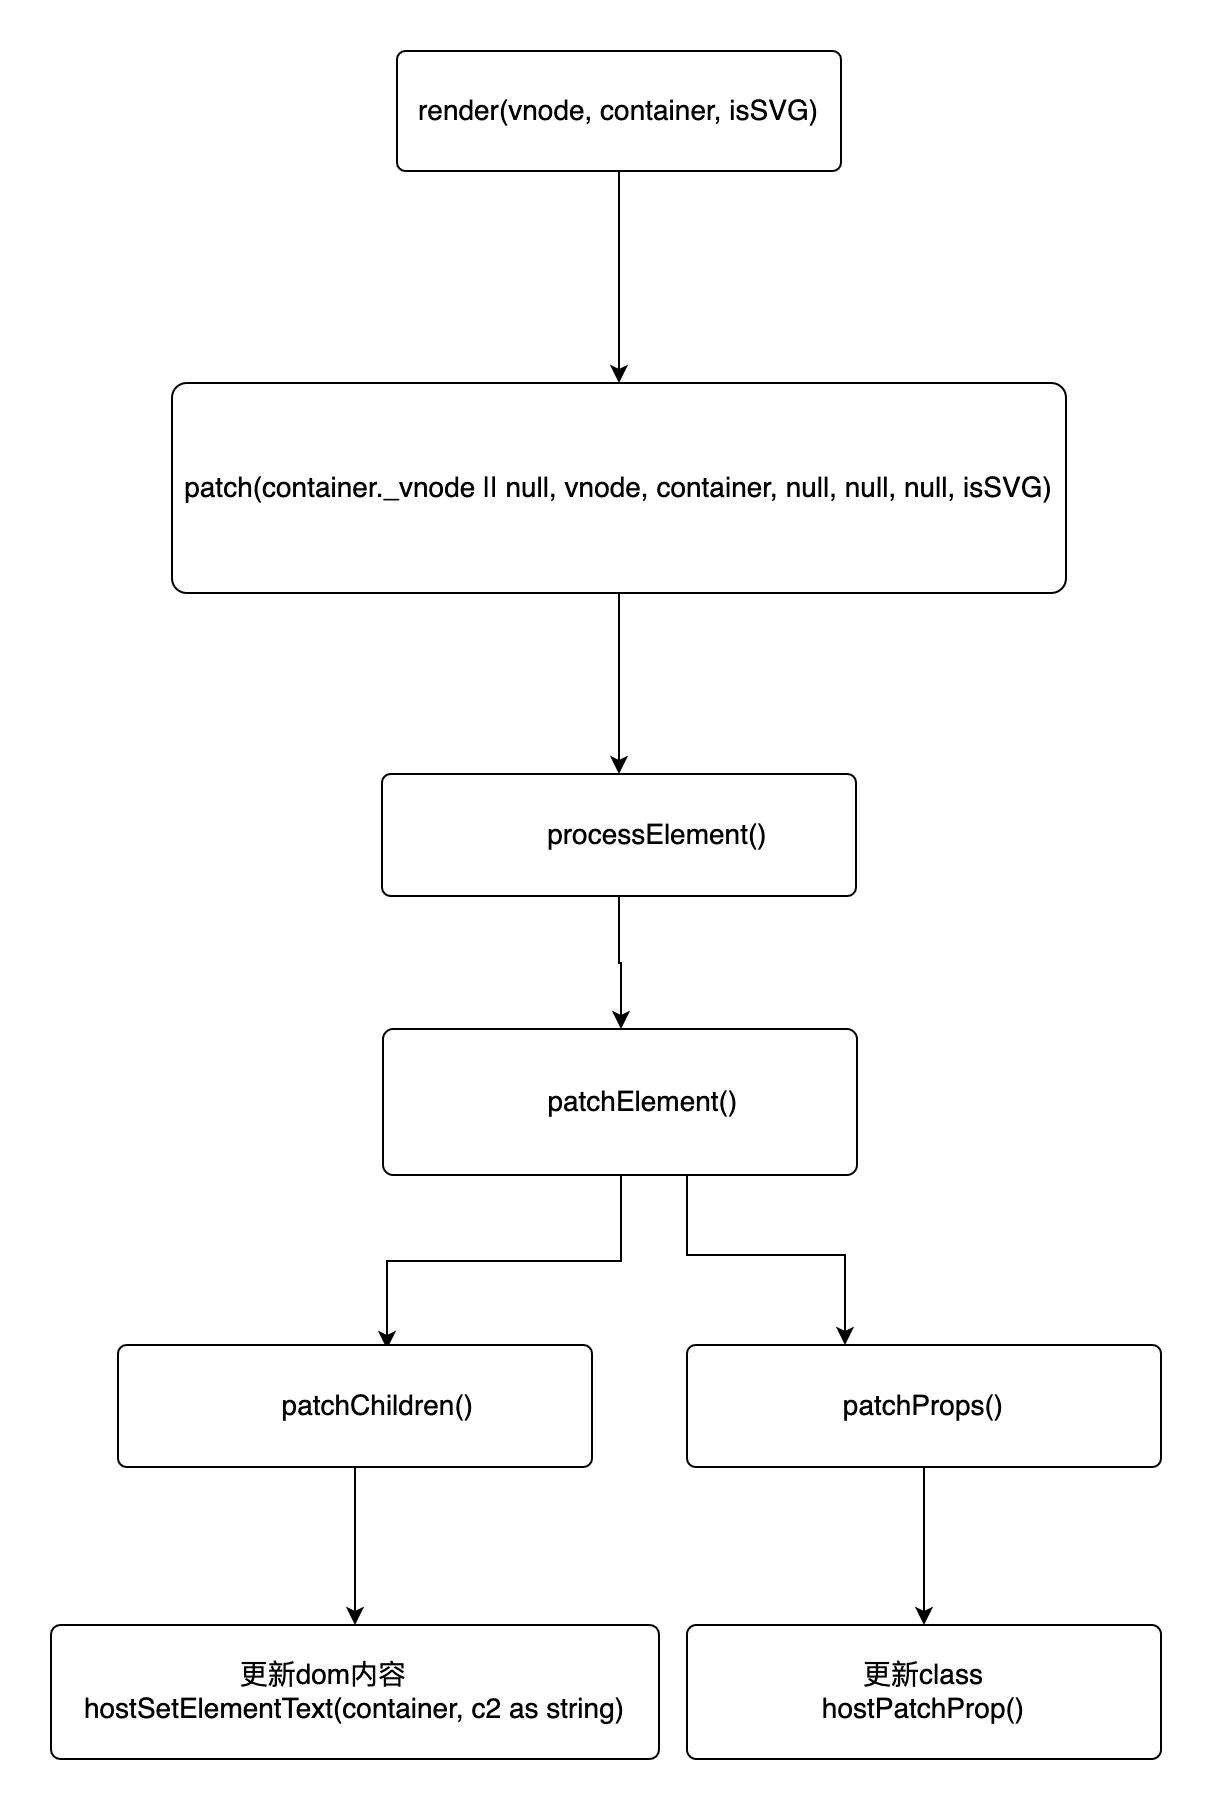 render(vnode, container, isSVG)
patch(container._vnode || null, vnode, container, null, null, null, isSVG)
processElement()
patchElement()
patchChildren()
patchProps()
更新dom内容
hostSetElementText(container, c2 as string)
更新class
hostPatchProp()